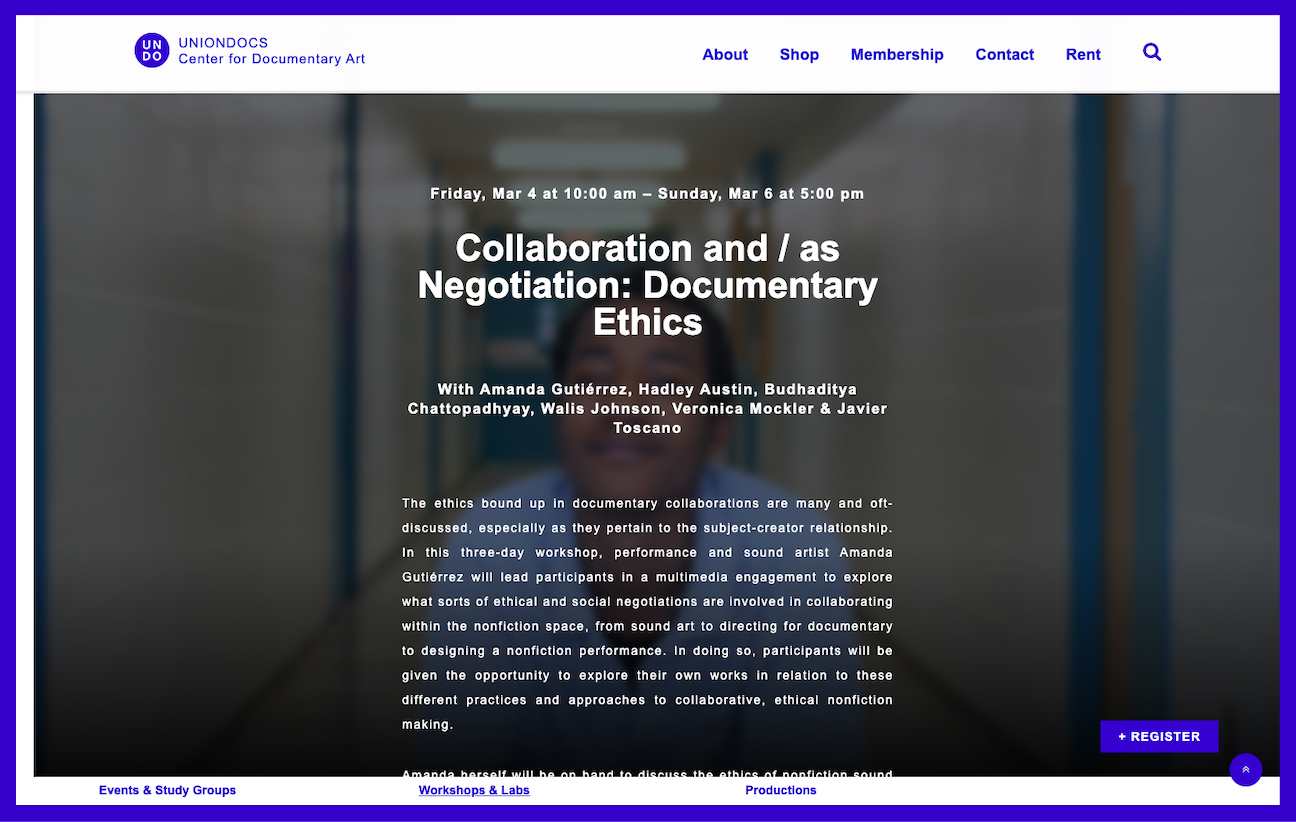 UN
DO
UNIONDOCS
Center for Documentary Art
About Shop Membership Contact Rent
Friday, Mar 4 at 10:00 am – Sunday, Mar 6 at 5:00 pm
Collaboration and / as
Negotiation: Documentary
Ethics
With Amanda Gutiérrez, Hadley Austin, Budhaditya
Chattopadhyay, Walis Johnson, Veronica Mockler & Javier
Toscano
The ethics bound up in documentary collaborations are many and oft-
discussed, especially as they pertain to the subject-creator relationship.
In this three-day workshop, performance and sound artist Amanda
Gutiérrez will lead participants in a multimedia engagement to explore
what sorts of ethical and social negotiations are involved in collaborating
within the nonfiction space, from sound art to directing for documentary
to designing a nonfiction performance. In doing so, participants will be
given the opportunity to explore their own works in relation to these
different practices and approaches to collaborative, ethical nonfiction
making.
+ REGISTER
Amanda herself will be on hand to discuss the ethics of nonfiction sound
Events & Study Groups Workshops & Labs Productions